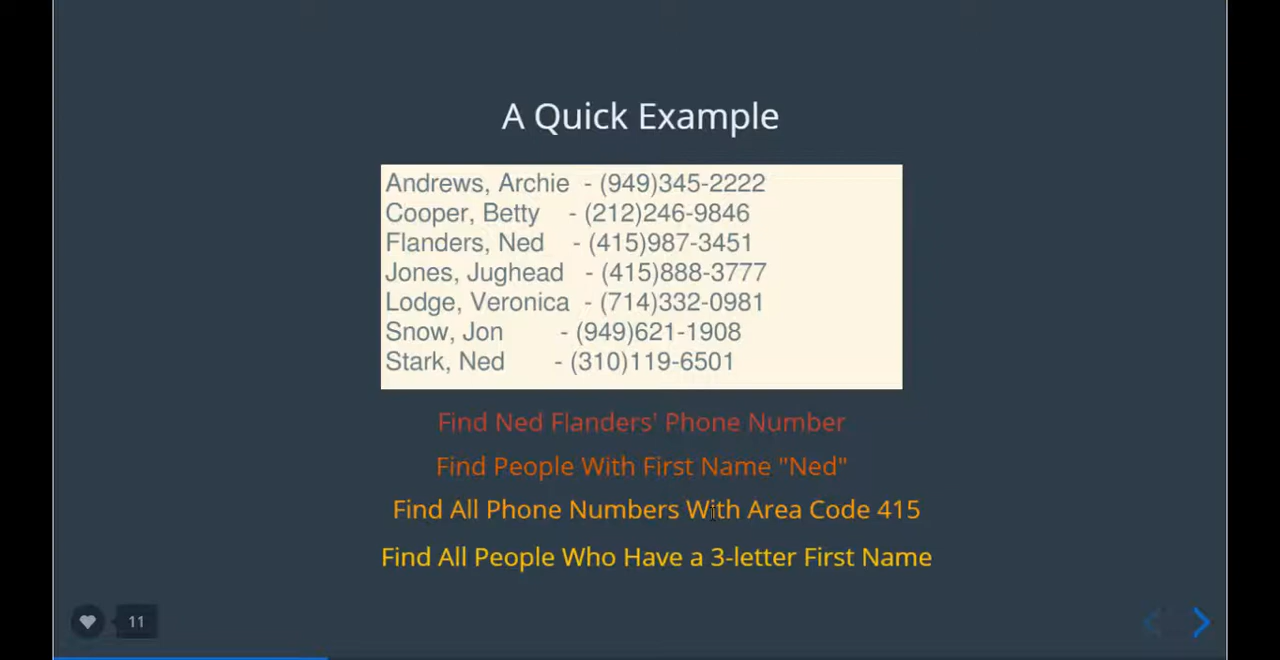 A Quick Example
Andrews, Archie - (949)345-2222
Cooper, Betty - (212)246-9846
Flanders, Ned - (415)987-3451
Jones, Jughead - (415)888-3777
Lodge, Veronica - (714)332-0981
Snow, Jon - (949)621-1908
Stark, Ned - (310)119-6501
Find Ned Flanders' Phone Number
Find People With First Name "Ned"
Find All Phone Numbers With Area Code 415
Find All People Who Have a 3-letter First Name
11